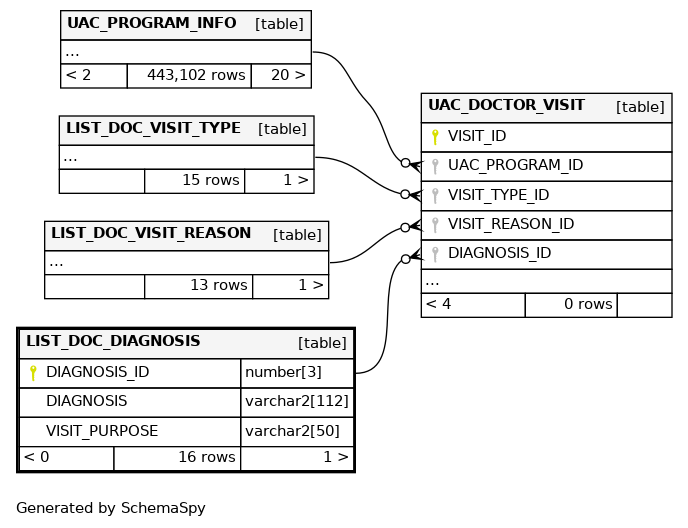 UAC_PROGRAM_INFO [table]
...
< 2 443,102 rows 20 >
LIST_DOC_VISIT_TYPE [table]
...
15 rows 1 >
LIST_DOC_VISIT_REASON [table]
...
13 rows 1 >
LIST_DOC_DIAGNOSIS [table]
DIAGNOSIS_ID number[3]
DIAGNOSIS varchar2[112]
VISIT_PURPOSE varchar2[50]
< 0 16 rows 1 >
UAC_DOCTOR_VISIT [table]
VISIT_ID
UAC_PROGRAM_ID
VISIT_TYPE_ID
VISIT_REASON_ID
DIAGNOSIS_ID
...
< 4 0 rows
Generated by SchemaSpy